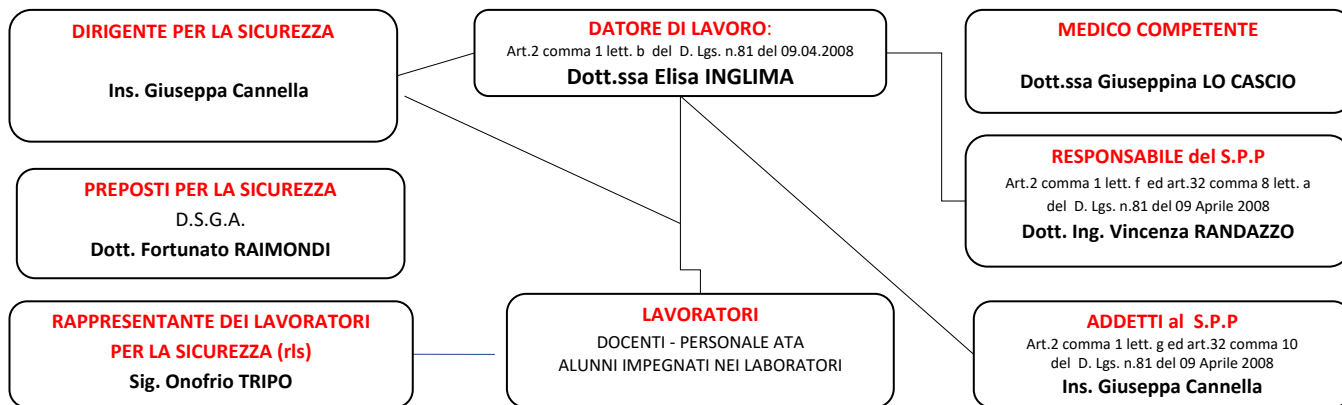 DIRIGENTE PER LA SICUREZZA
Ins. Giuseppa Cannella
DATORE DI LAVORO:
Art.2 comma 1 lett. b del D. Lgs. n.81 del 09.04.2008
Dott.ssa Elisa INGLIMA
MEDICO COMPETENTE
Dott.ssa Giuseppina LO CASCIO
PREPOSTI PER LA SICUREZZA
D.S.G.A.
Dott. Fortunato RAIMONDI
RESPONSABILE del S.P.P
Art.2 comma 1 lett. f ed art.32 comma 8 lett. a
del D. Lgs. n.81 del 09 Aprile 2008
Dott. Ing. Vincenza RANDAZZO
RAPPRESENTANTE DEI LAVORATORI
PER LA SICUREZZA (rls)
Sig. Onofrio TRIPO
LAVORATORI
DOCENTI - PERSONALE ATA
ALUNNI IMPEGNATI NEI LABORATORI
ADDETTI al S.P.P
Art.2 comma 1 lett. g ed art.32 comma 10
del D. Lgs. n.81 del 09 Aprile 2008
Ins. Giuseppa Cannella